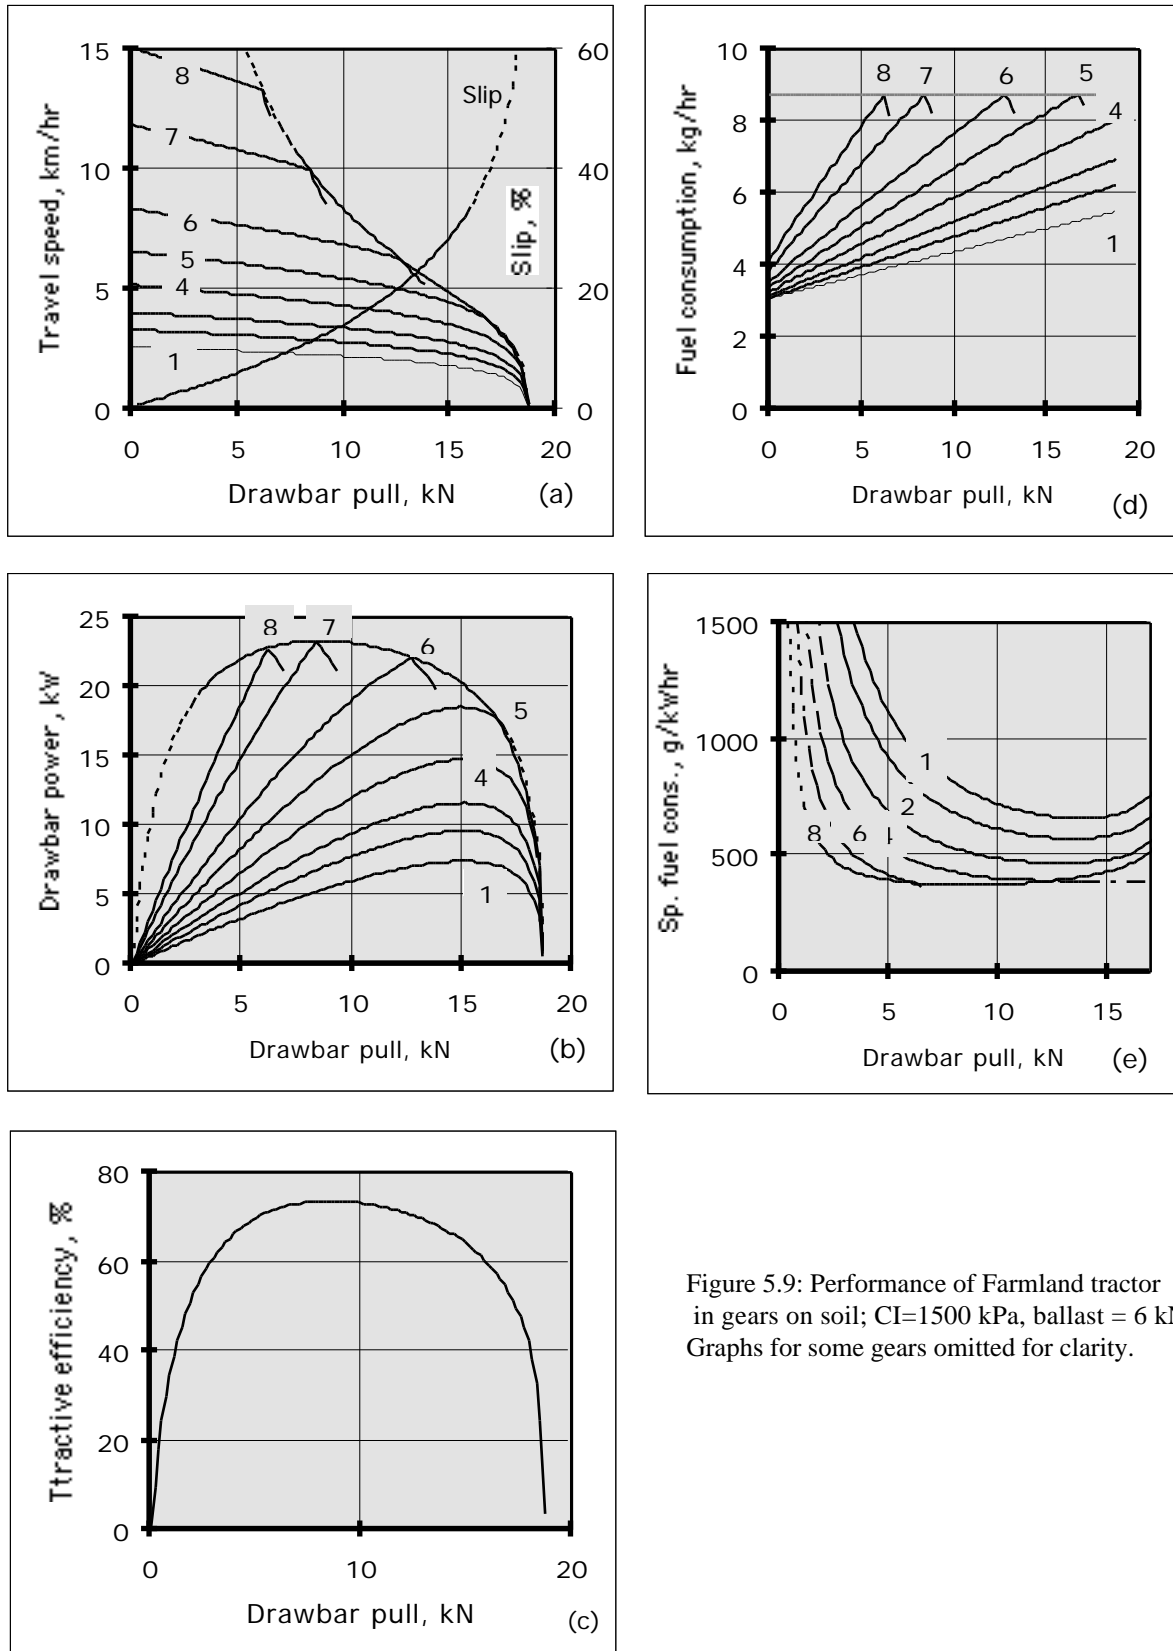 15
10
5
0
60
40
20
0
8
7
6
5
4
1
Slip
Travel speed, km/hr
Slip, %
0 5 10 15 20
Drawbar pull, kN (a)
10
8
6
4
2
0
8 7 6 5
4
1
Fuel consumption, kg/hr
0 5 10 15 20
Drawbar pull, kN (d)
25
20
15
10
5
0
8 7
6
5
4
1
Drawbar power, kW
0 5 10 15 20
Drawbar pull, kN (b)
1500
1000
500
0
1
2
8 6 4
Sp. fuel cons., g/kWhr
0 5 10 15
Drawbar pull, kN (e)
80
60
40
20
0
Ttractive efficiency, %
0 10 20
Drawbar pull, kN (c)
Figure 5.9: Performance of Farmland tractor
in gears on soil; CI=1500 kPa, ballast = 6 kN
Graphs for some gears omitted for clarity.